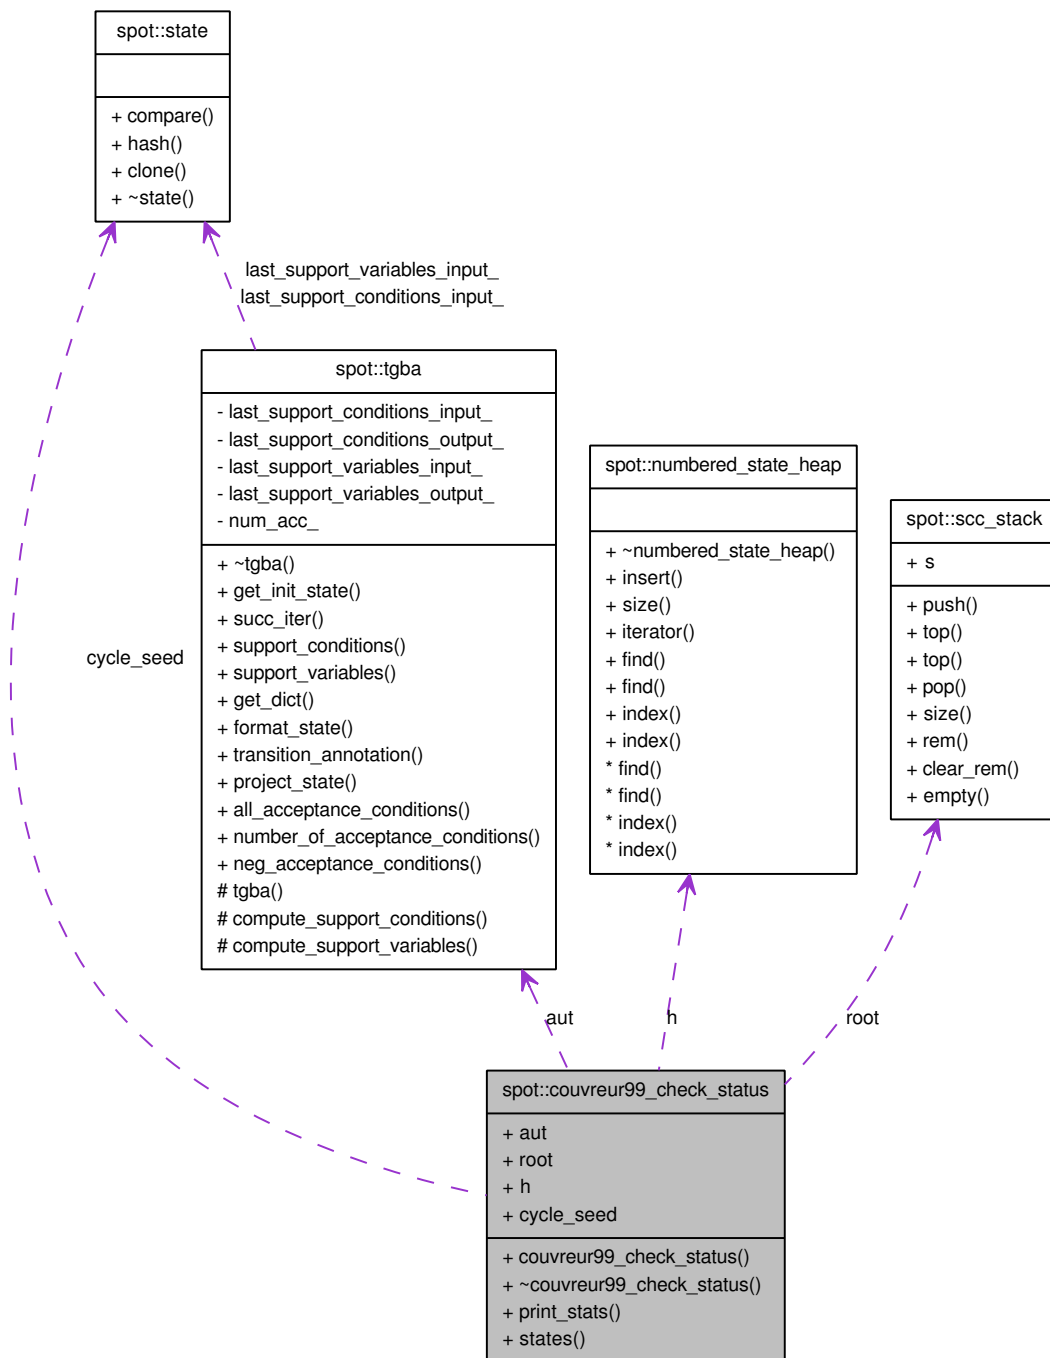 spot::state
+ compare()
+ hash()
+ clone()
+ ~state()
last_support_variables_input_
last_support_conditions_input_
spot::tgba
- last_support_conditions_input_
- last_support_conditions_output_
- last_support_variables_input_
- last_support_variables_output_
- num_acc_
+ ~tgba()
+ get_init_state()
+ succ_iter()
+ support_conditions()
+ support_variables()
+ get_dict()
+ format_state()
+ transition_annotation()
+ project_state()
+ all_acceptance_conditions()
+ number_of_acceptance_conditions()
+ neg_acceptance_conditions()
# tgba()
# compute_support_conditions()
# compute_support_variables()
spot::numbered_state_heap
+ ~numbered_state_heap()
+ insert()
+ size()
+ iterator()
+ find()
+ find()
+ index()
+ index()
* find()
* find()
* index()
* index()
spot::scc_stack
+ s
+ push()
+ top()
+ top()
+ pop()
+ size()
+ rem()
+ clear_rem()
+ empty()
cycle_seed
aut
h
root
spot::couvreur99_check_status
+ aut
+ root
+ h
+ cycle_seed
+ couvreur99_check_status()
+ ~couvreur99_check_status()
+ print_stats()
+ states()